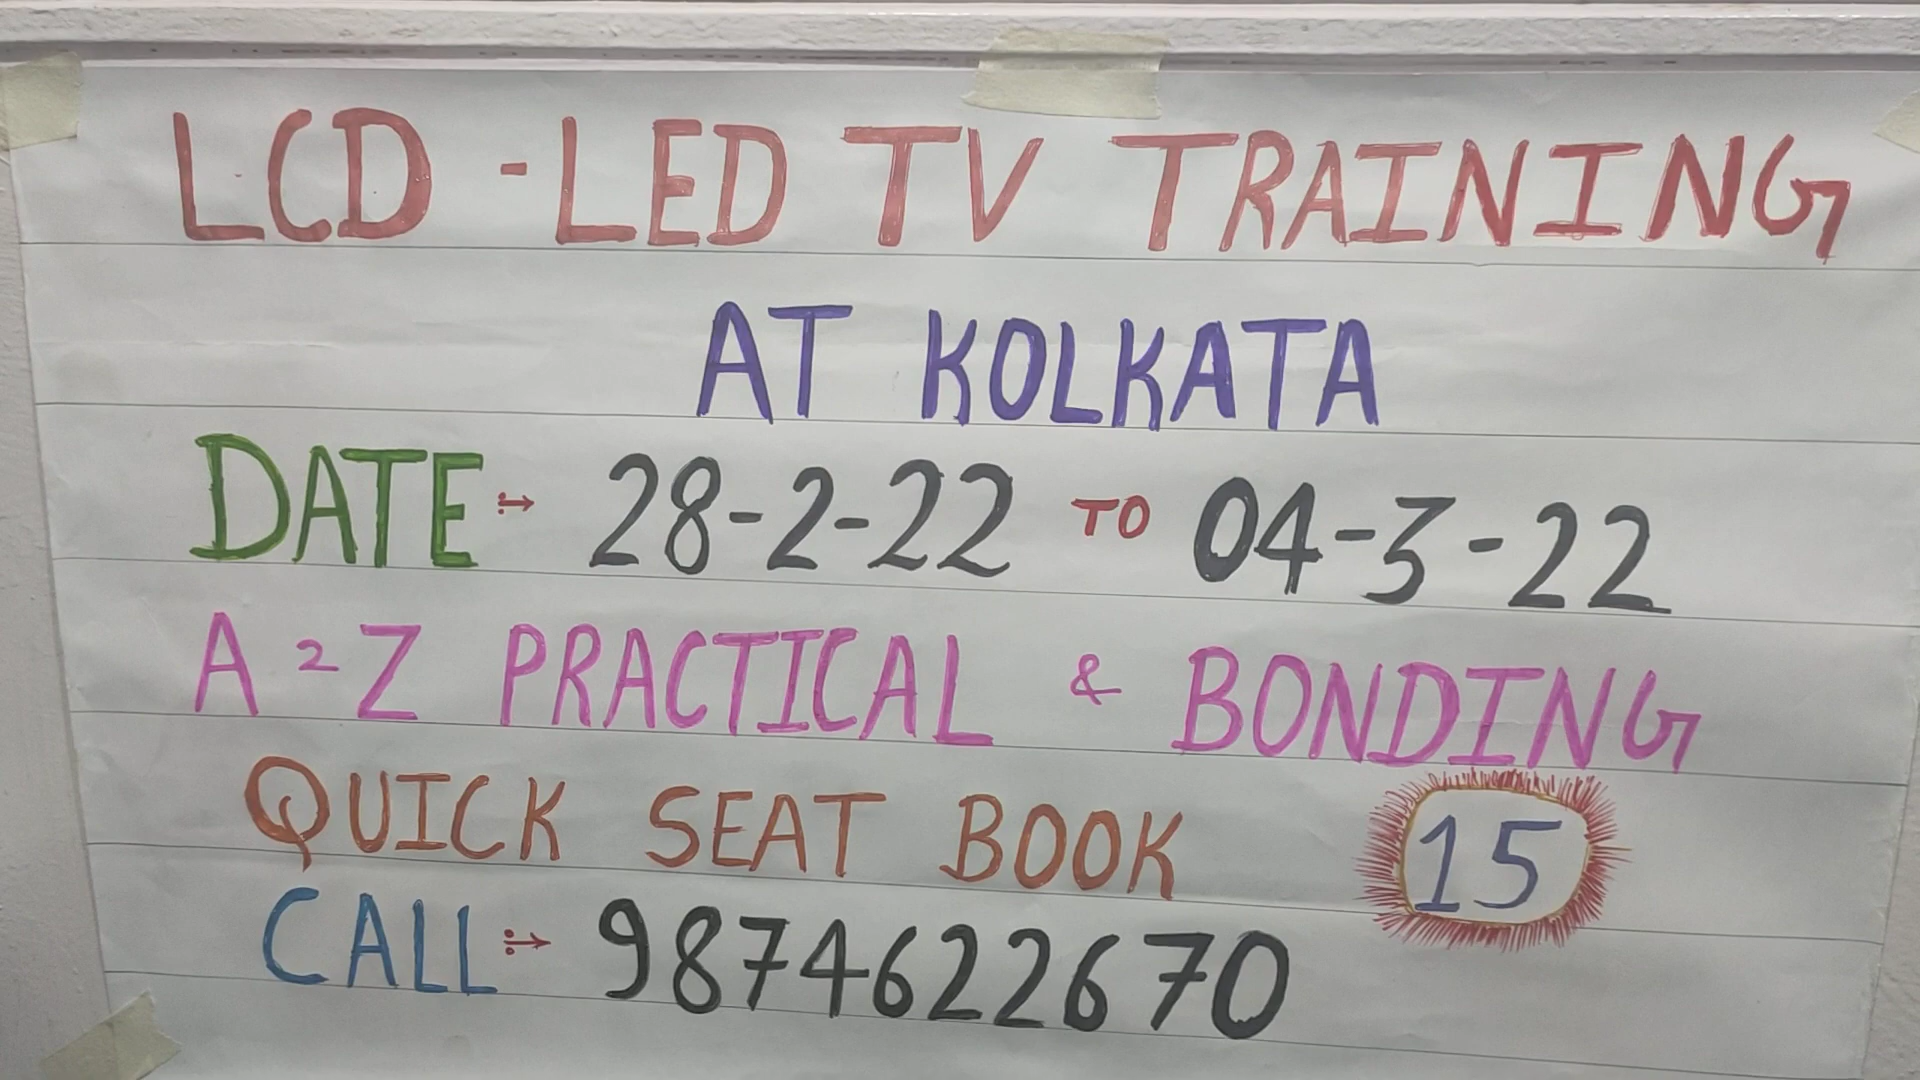 LCD - LED TV TRAINING
AT KOLKATA
DATE :→ 28-2-22 TO 04-3-22
A 2 Z PRACTICAL & BONDING
QUICK SEAT BOOK 15
CALL :→ 9874622670